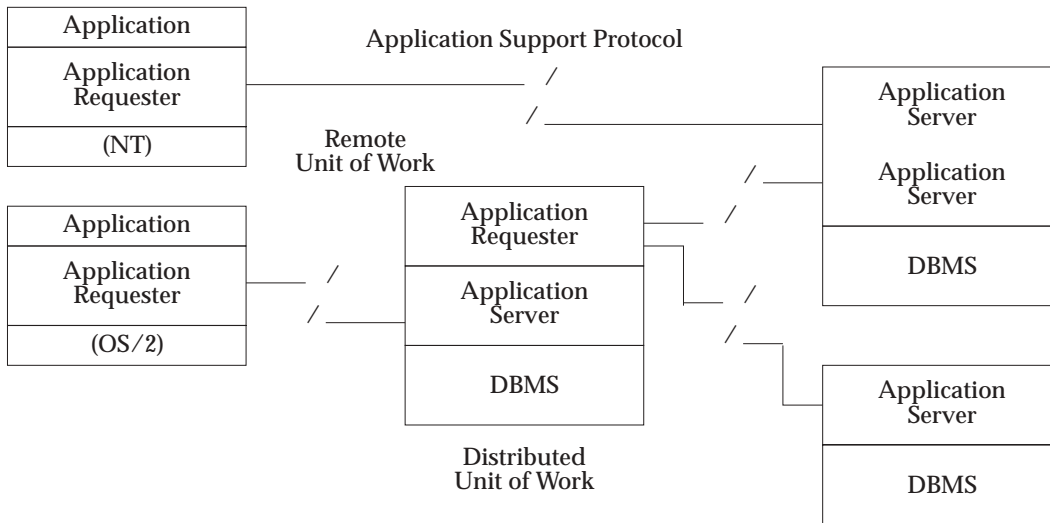 Application
Application
Requester
(NT)
Application Support Protocol
Remote
Unit of Work
Application
Server
Application
Server
DBMS
Application
Application
Requester
(OS/2)
Application
Requester
Application
Server
DBMS
Distributed
Unit of Work
Application
Server
DBMS